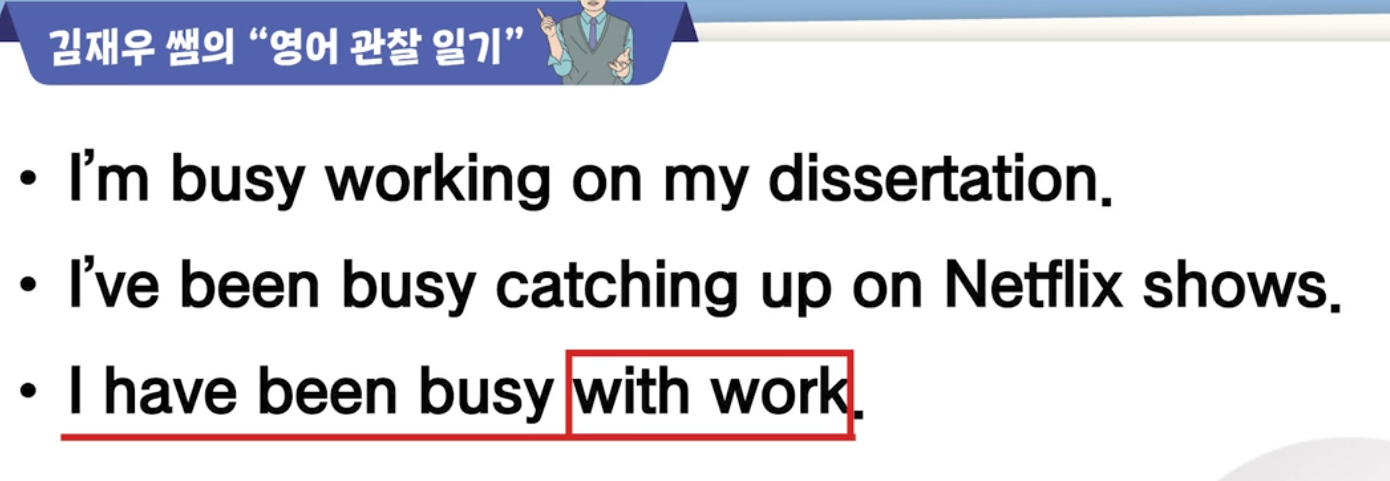 김재우 쌤의 “영어 관찰 일기”
• I’m busy working on my dissertation.
• I’ve been busy catching up on Netflix shows.
• I have been busy with work.